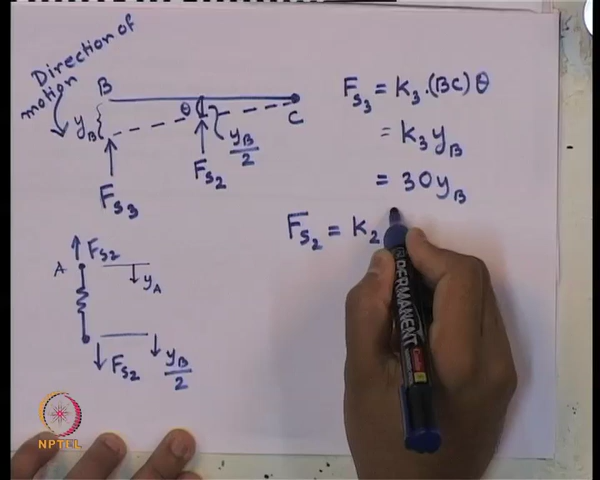 Direction of
motion
B
y_B
θ
C
y_B/2
F_S3
F_S2
F_S3 = K_3.(BC)θ
= K_3 y_B
= 30 y_B
F_S2 = K_2
F_S2
A
y_A
F_S2
y_B/2
PERMANENT
NPTEL